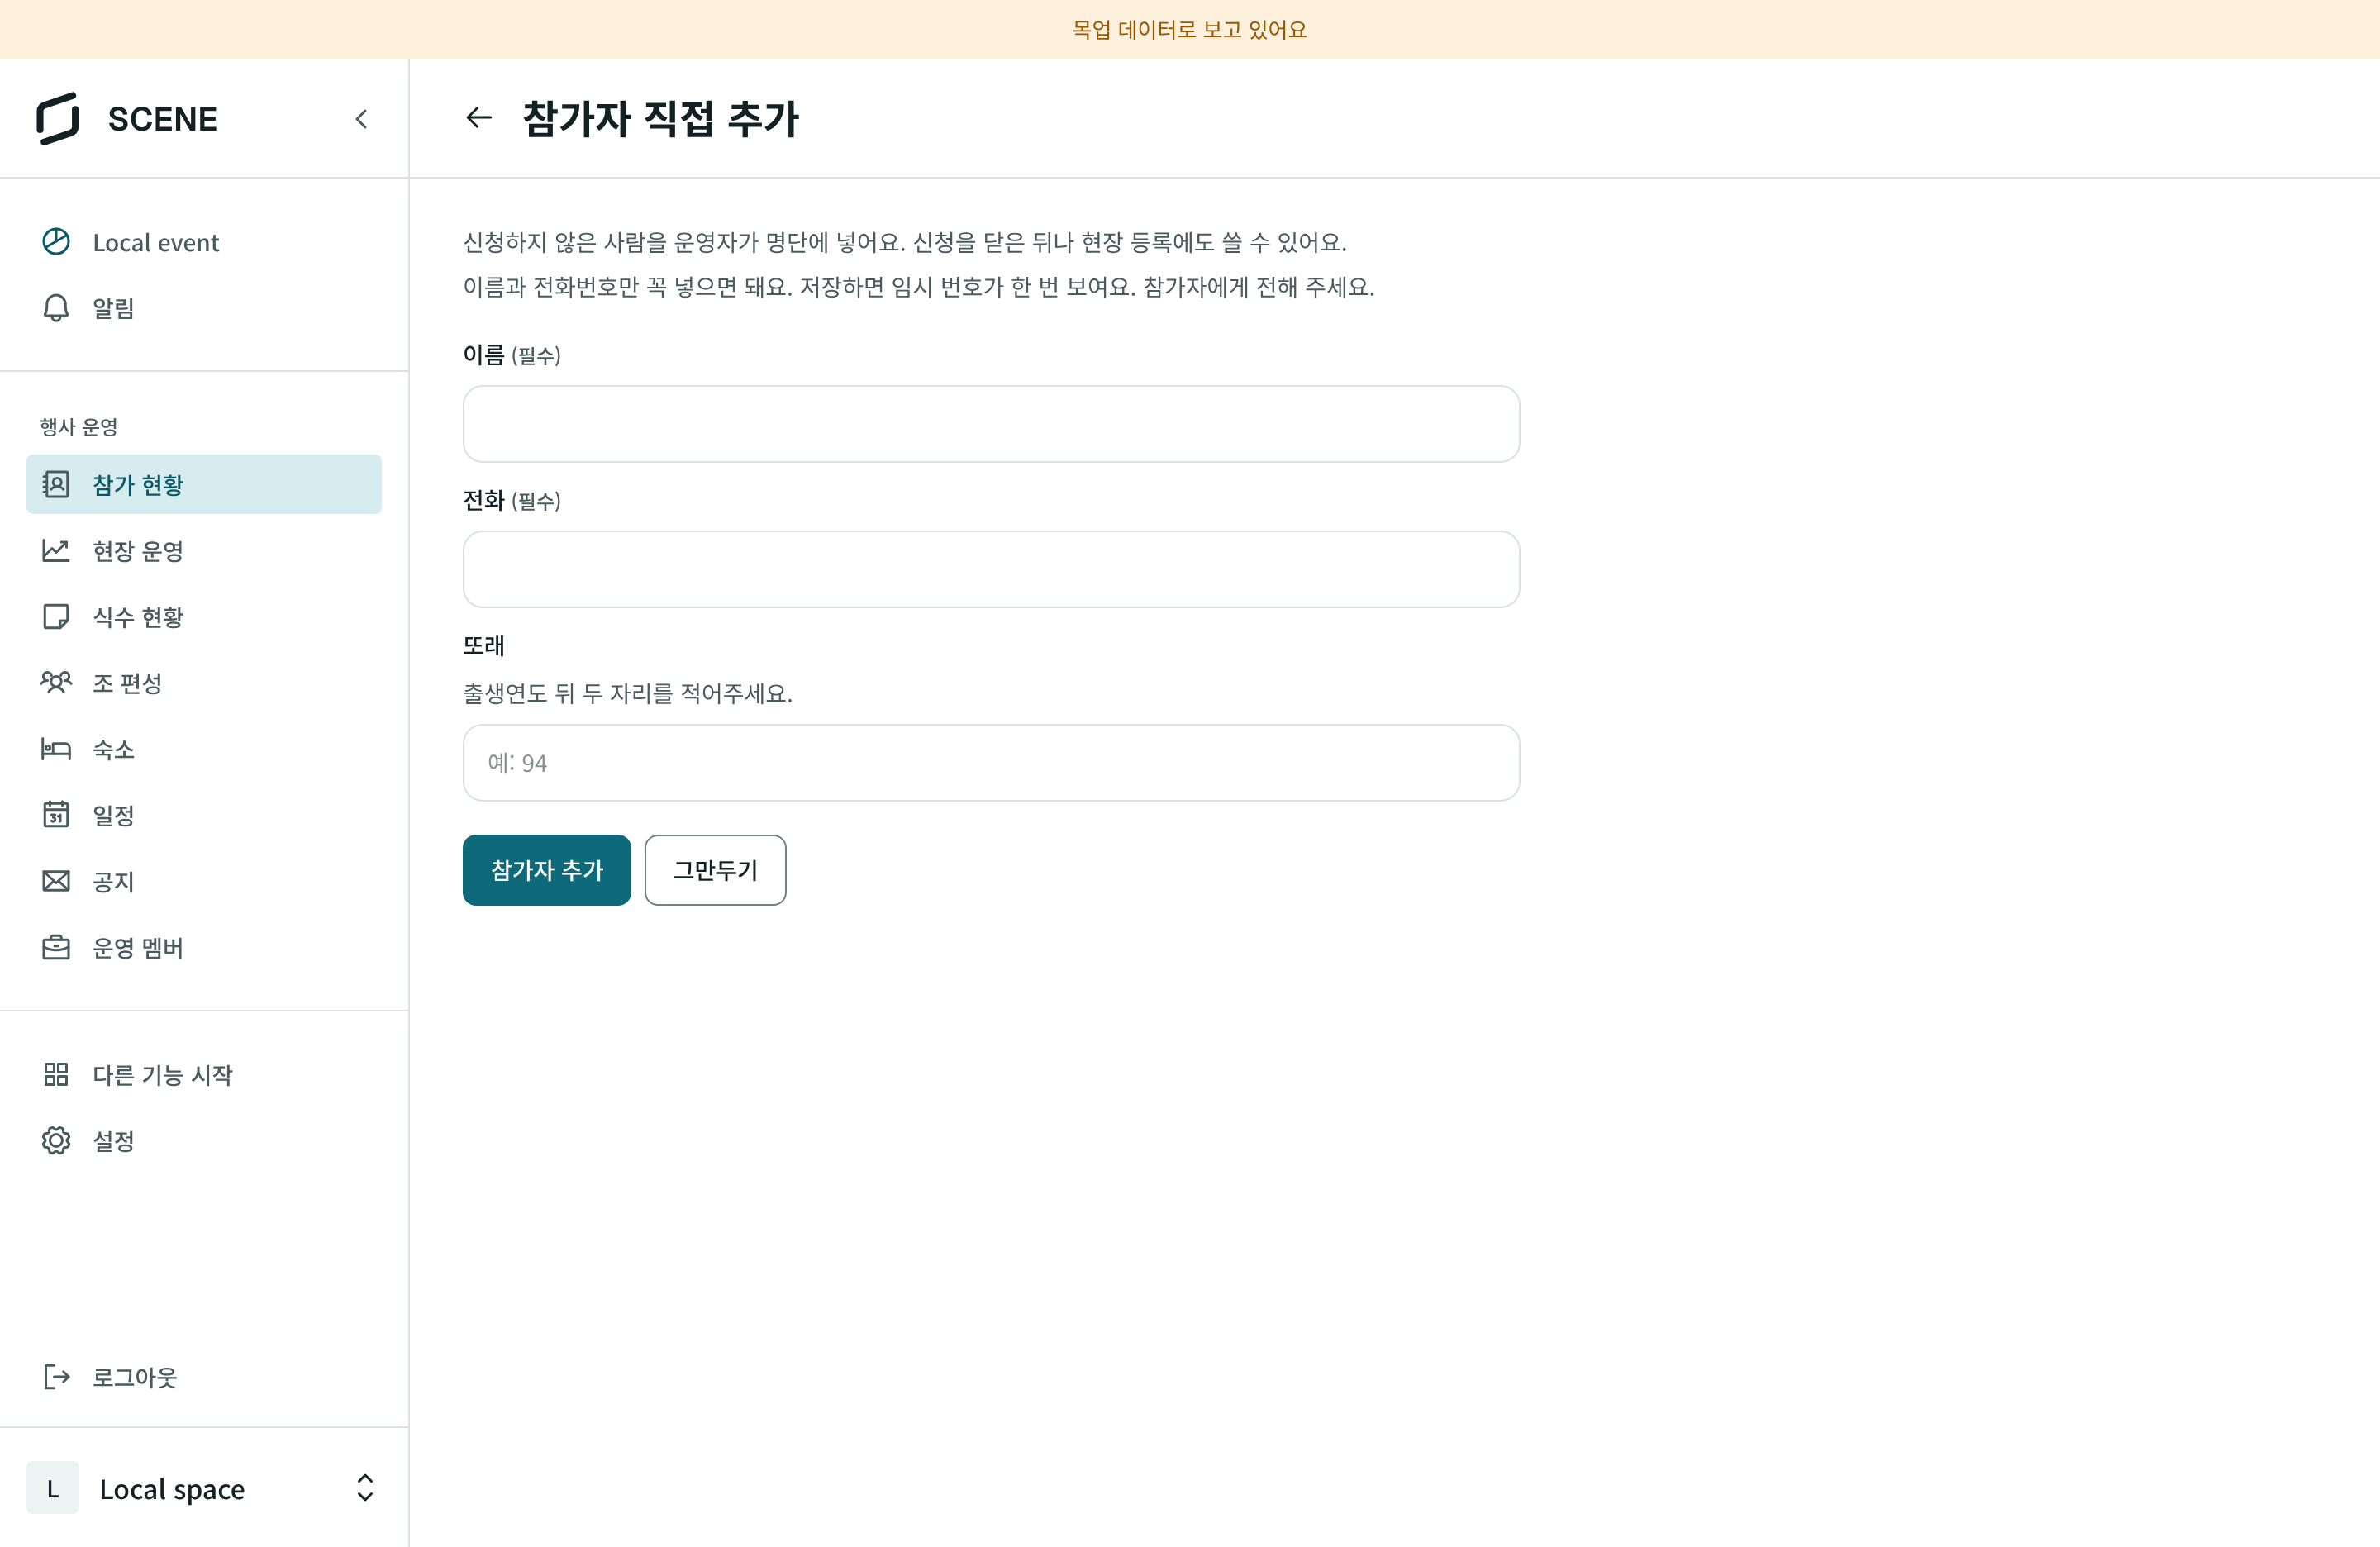 목업 데이터로 보고 있어요
SCENE
참가자 직접 추가
Local event
알림
행사 운영
참가 현황
현장 운영
식수 현황
조 편성
숙소
31
일정
공지
운영 멤버
다른 기능 시작
설정
로그아웃
L
Local space
신청하지 않은 사람을 운영자가 명단에 넣어요. 신청을 닫은 뒤나 현장 등록에도 쓸 수 있어요.
이름과 전화번호만 꼭 넣으면 돼요. 저장하면 임시 번호가 한 번 보여요. 참가자에게 전해 주세요.
이름 (필수)
전화 (필수)
또래
출생연도 뒤 두 자리를 적어주세요.
예: 94
참가자 추가
그만두기